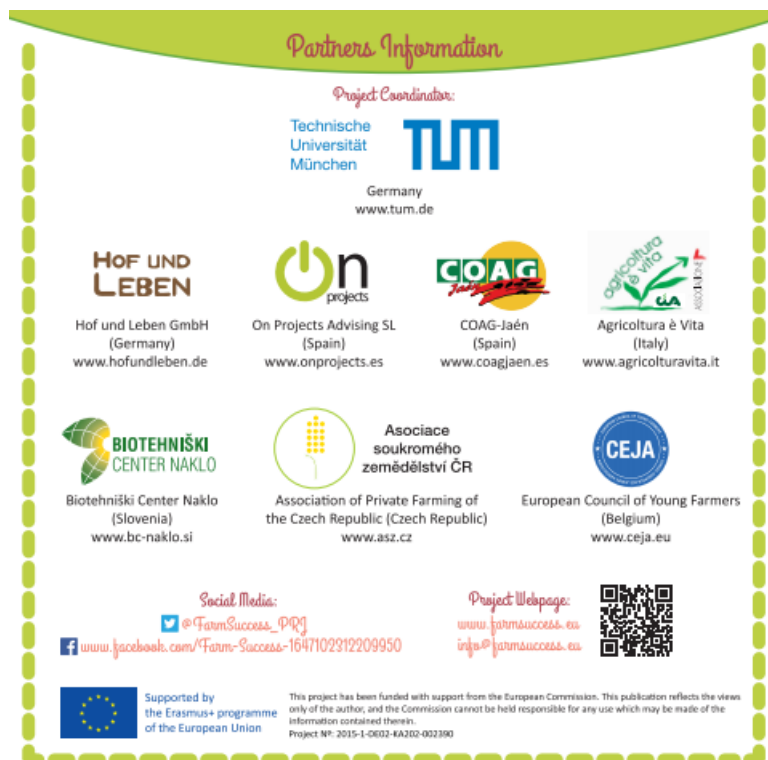 Partners Information
Project Coordinator:
Technische
Universität
München
TUM
Germany
www.tum.de
HOF UND
LEBEN
Hof und Leben GmbH
(Germany)
www.hofundleben.de
On
projects
On Projects Advising SL
(Spain)
www.onprojects.es
COAG
Jaén
COAG-Jaén
(Spain)
www.coagjaen.es
agricoltura
è vita
cia
ASSOCIAZIONE
Agricoltura è Vita
(Italy)
www.agricolturavita.it
BIOTEHNIŠKI
CENTER NAKLO
Biotehniški Center Naklo
(Slovenia)
www.bc-naklo.si
Asociace
soukromého
zemědělství ČR
Association of Private Farming of
the Czech Republic (Czech Republic)
www.asz.cz
CEJA
European Council of Young Farmers
(Belgium)
www.ceja.eu
Social Media:
@FarmSuccess_PRJ
www.facebook.com/Farm-Success-1647102312209950
Project Webpage:
www.farmsuccess.eu
info@farmsuccess.eu
Supported by
the Erasmus+ programme
of the European Union
This project has been funded with support from the European Commission. This publication reflects the views
only of the author, and the Commission cannot be held responsible for any use which may be made of the
information contained therein.
Project Nº: 2015-1-DE02-KA202-002390